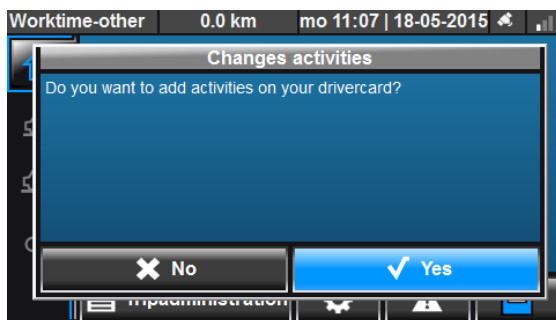 Worktime-other 0.0 km mo 11:07 | 18-05-2015
Changes activities
Do you want to add activities on your drivercard?
No Yes
Tripadministration